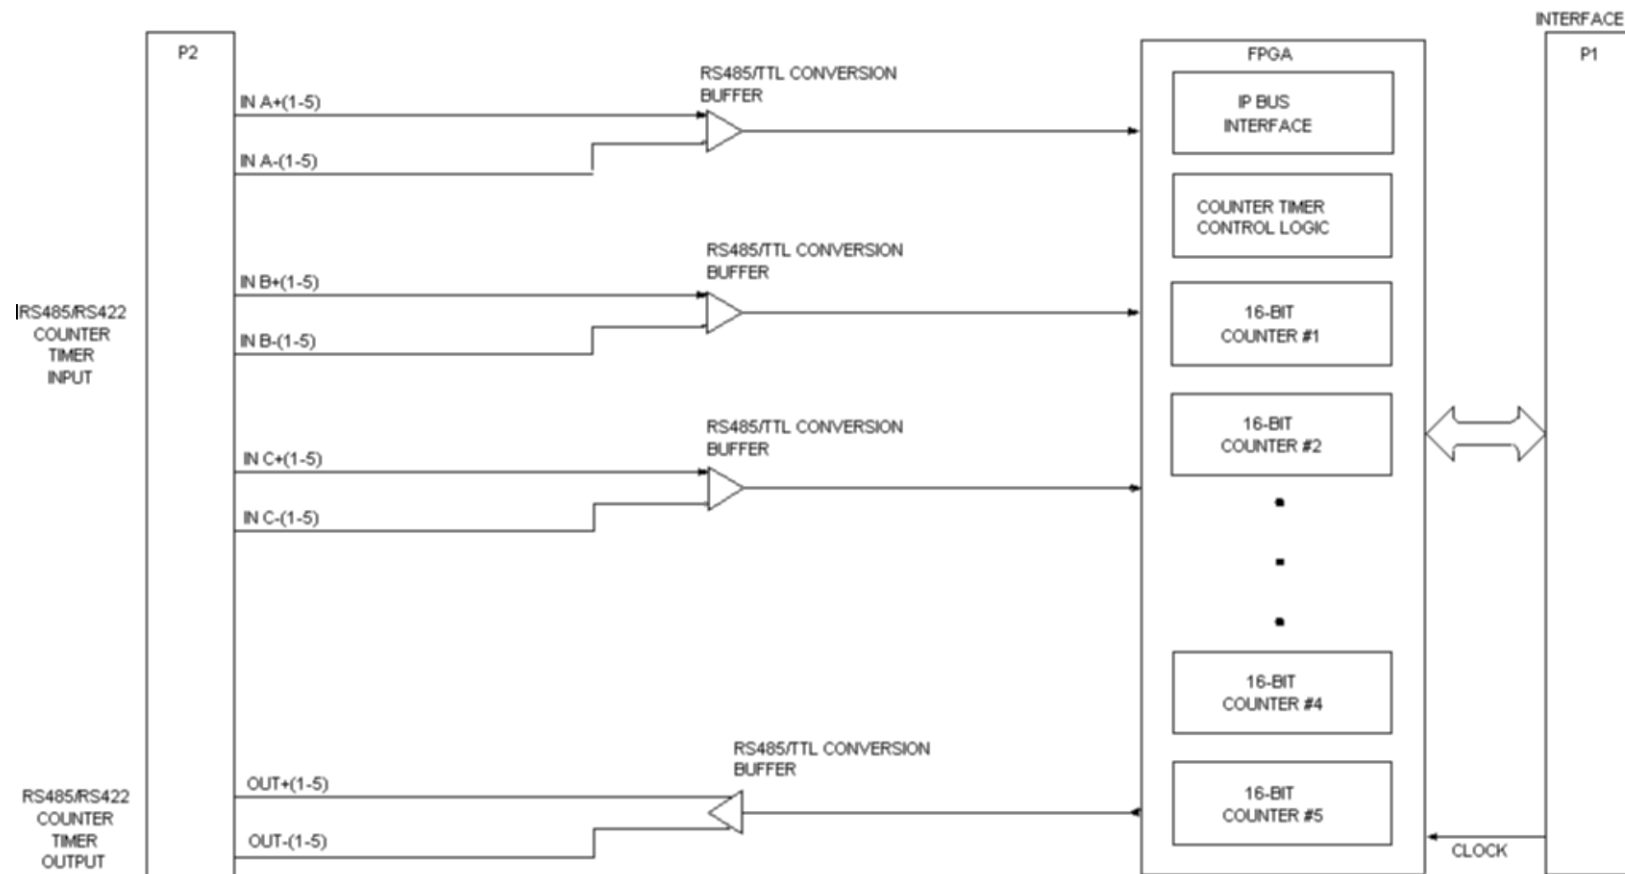 INTERFACE
P2
FPGA
P1
RS485/TTL CONVERSION
BUFFER
IN A+(1-5)
IN A-(1-5)
IP BUS
INTERFACE
COUNTER TIMER
CONTROL LOGIC
RS485/TTL CONVERSION
BUFFER
IN B+(1-5)
IN B-(1-5)
RS485/RS422
COUNTER
TIMER
INPUT
16-BIT
COUNTER #1
16-BIT
COUNTER #2
RS485/TTL CONVERSION
BUFFER
IN C+(1-5)
IN C-(1-5)
16-BIT
COUNTER #4
RS485/TTL CONVERSION
BUFFER
OUT+(1-5)
OUT-(1-5)
RS485/RS422
COUNTER
TIMER
OUTPUT
16-BIT
COUNTER #5
CLOCK